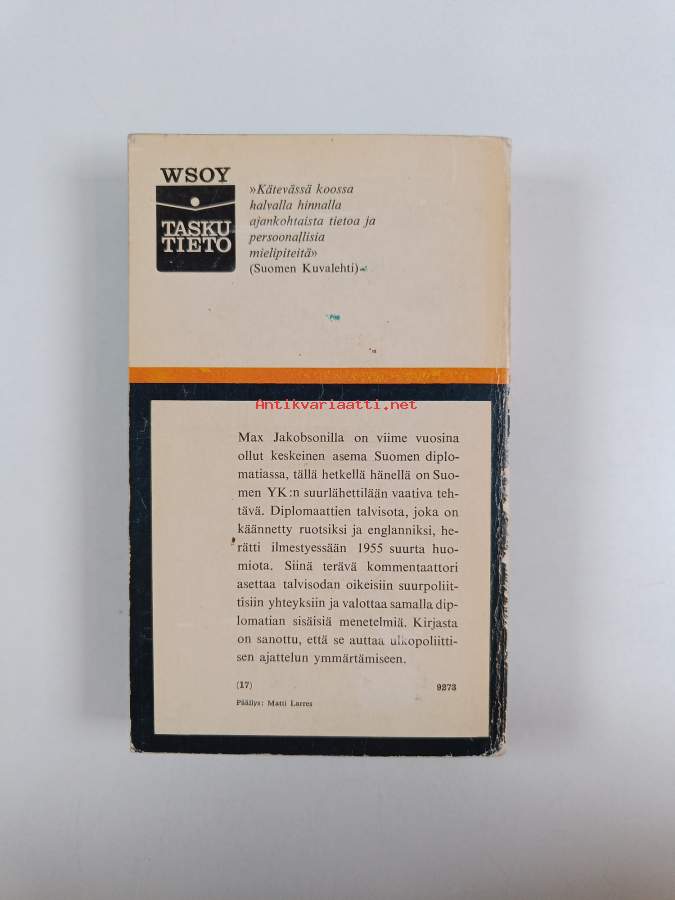 WSOY
TASKU
TIETO
»Kätevässä koossa
halvalla hinnalla
ajankohtaista tietoa ja
persoonallisia
mielipiteitä»
(Suomen Kuvalehti)
Antikvariaatti.net
Max Jakobsonilla on viime vuosina
ollut keskeinen asema Suomen diplo-
matiassa, tällä hetkellä hänellä on Suo-
men YK:n suurlähettilään vaativa teh-
tävä. Diplomaattien talvisota, joka on
käännetty ruotsiksi ja englanniksi, he-
rätti ilmestyessään 1955 suurta huo-
miota. Siinä terävä kommentaattori
asettaa talvisodan oikeisiin suurpoliit-
tisiin yhteyksiin ja valottaa samalla dip-
lomatian sisäisiä menetelmiä. Kirjasta
on sanottu, että se auttaa ulkopoliitti-
sen ajattelun ymmärtämiseen.
(17) 9273
Päällys: Matti Larres